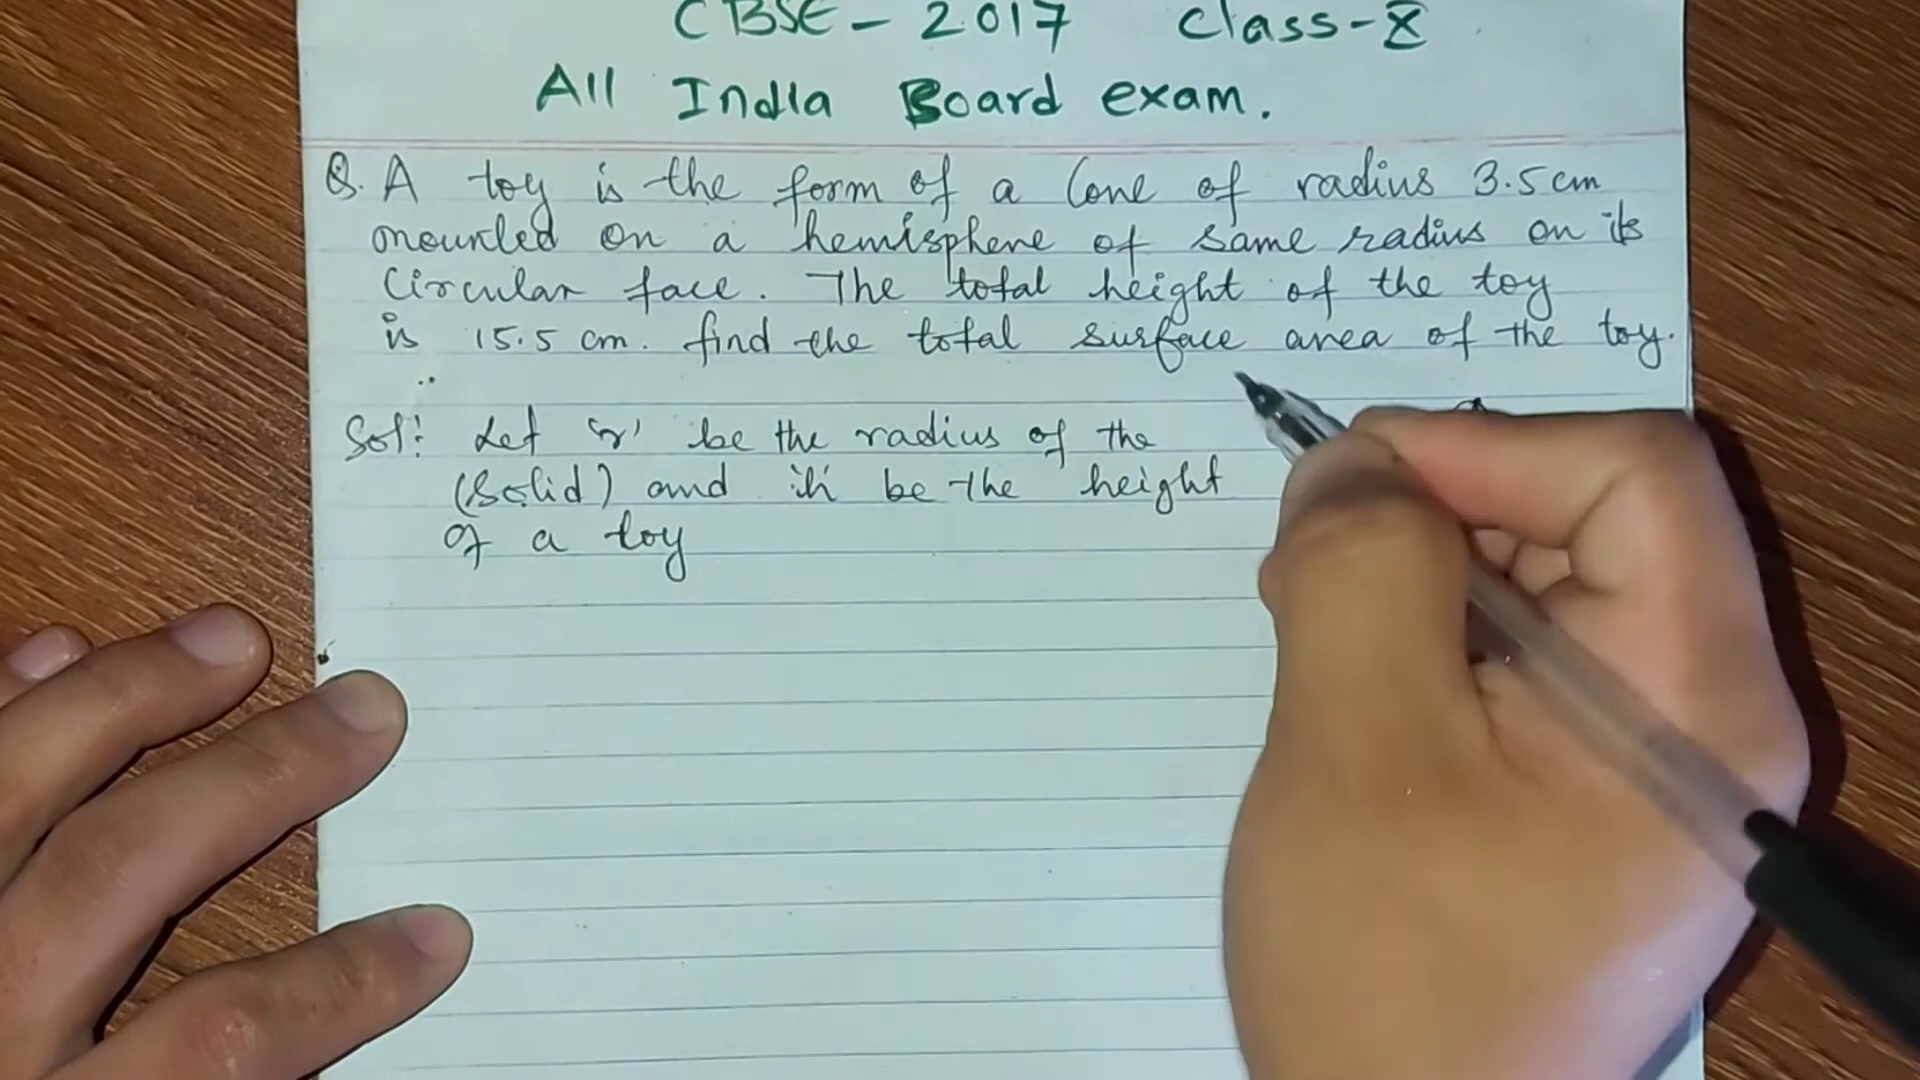 CBSE - 2017 Class-X
All India Board exam.
Q. A toy is the form of a Cone of radius 3.5 cm
mounted on a hemisphere of same radius on its
Circular face. The total height of the toy
is 15.5 cm. find the total surface area of the toy.
Sol: Let 'r' be the radius of the
(Solid) and 'h' be the height
of a toy